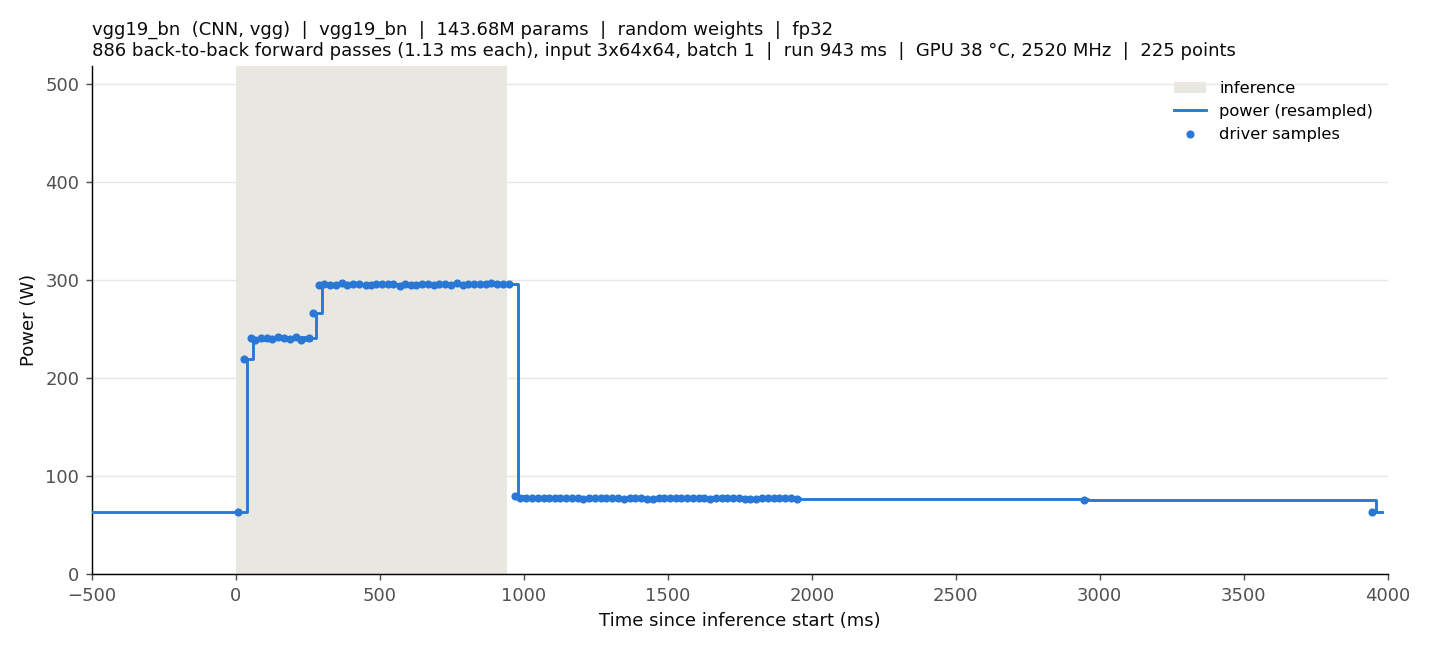 vgg19_bn  (CNN, vgg)  |  vgg19_bn  |  143.68M params  |  random weights  |  fp32
886 back-to-back forward passes (1.13 ms each), input 3x64x64, batch 1  |  run 943 ms  |  GPU 38 °C, 2520 MHz  |  225 points
inference
power (resampled)
driver samples
Power (W)
500
400
300
200
100
0
−500
0
500
1000
1500
2000
2500
3000
3500
4000
Time since inference start (ms)